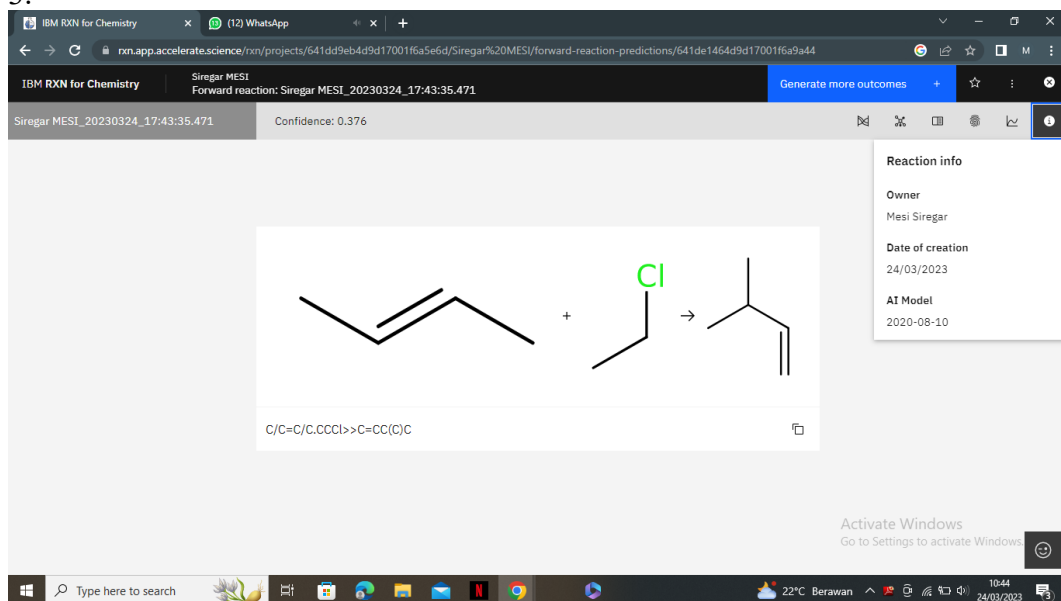 IBM RXN for Chemistry
(12) WhatsApp
rxn.app.accelerate.science/rxn/projects/641dd9eb4d9d17001f6a5e6d/Siregar%20MESI/forward-reaction-predictions/641de1464d9d17001f6a9a44
M
IBM RXN for Chemistry
Siregar MESI
Forward reaction: Siregar MESI_20230324_17:43:35.471
Generate more outcomes +
Siregar MESI_20230324_17:43:35.471
Confidence: 0.376
Reaction info
Owner
Mesi Siregar
Date of creation
24/03/2023
AI Model
2020-08-10
Cl
+
→
C/C=C/C.CCCl>>C=CC(C)C
Activate Windows
Go to Settings to activate Windows.
Type here to search
22°C Berawan
10:44
24/03/2023